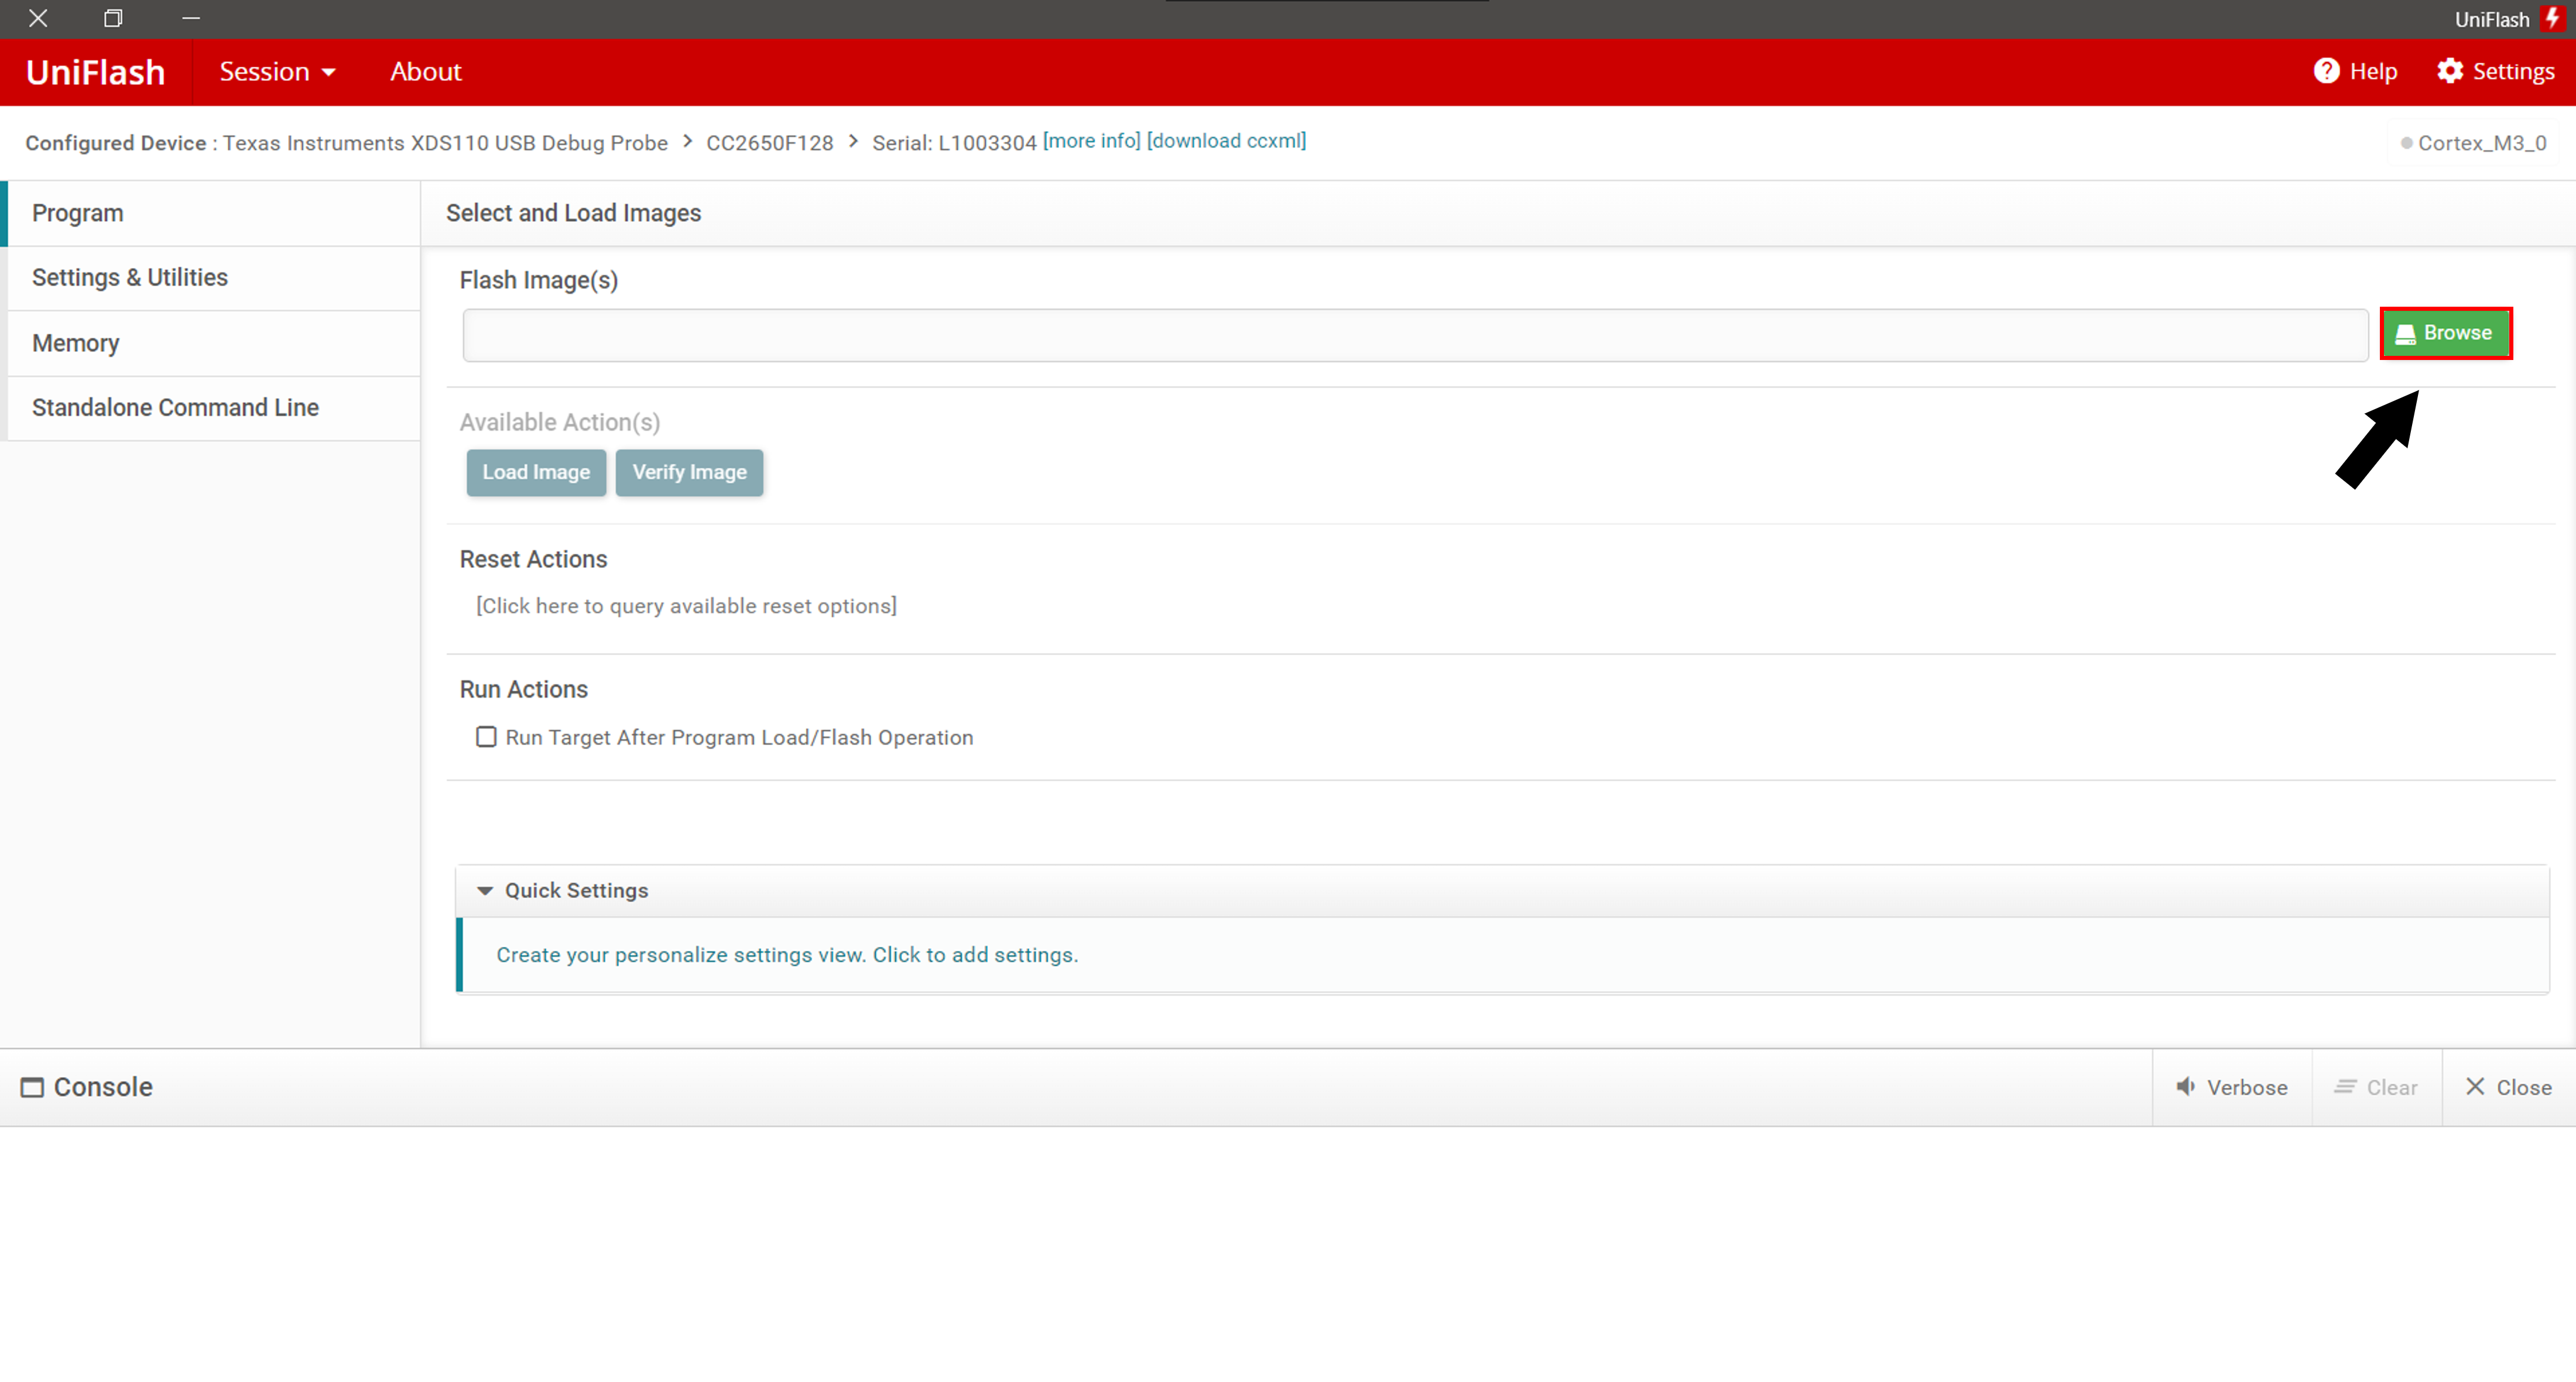 UniFlash
UniFlash Session About Help Settings
Configured Device : Texas Instruments XDS110 USB Debug Probe > CC2650F128 > Serial: L1003304 [more info] [download ccxml] Cortex_M3_0
Program
Settings & Utilities
Memory
Standalone Command Line
Select and Load Images
Flash Image(s)
Browse
Available Action(s)
Load Image Verify Image
Reset Actions
[Click here to query available reset options]
Run Actions
Run Target After Program Load/Flash Operation
Quick Settings
Create your personalize settings view. Click to add settings.
Console Verbose Clear Close